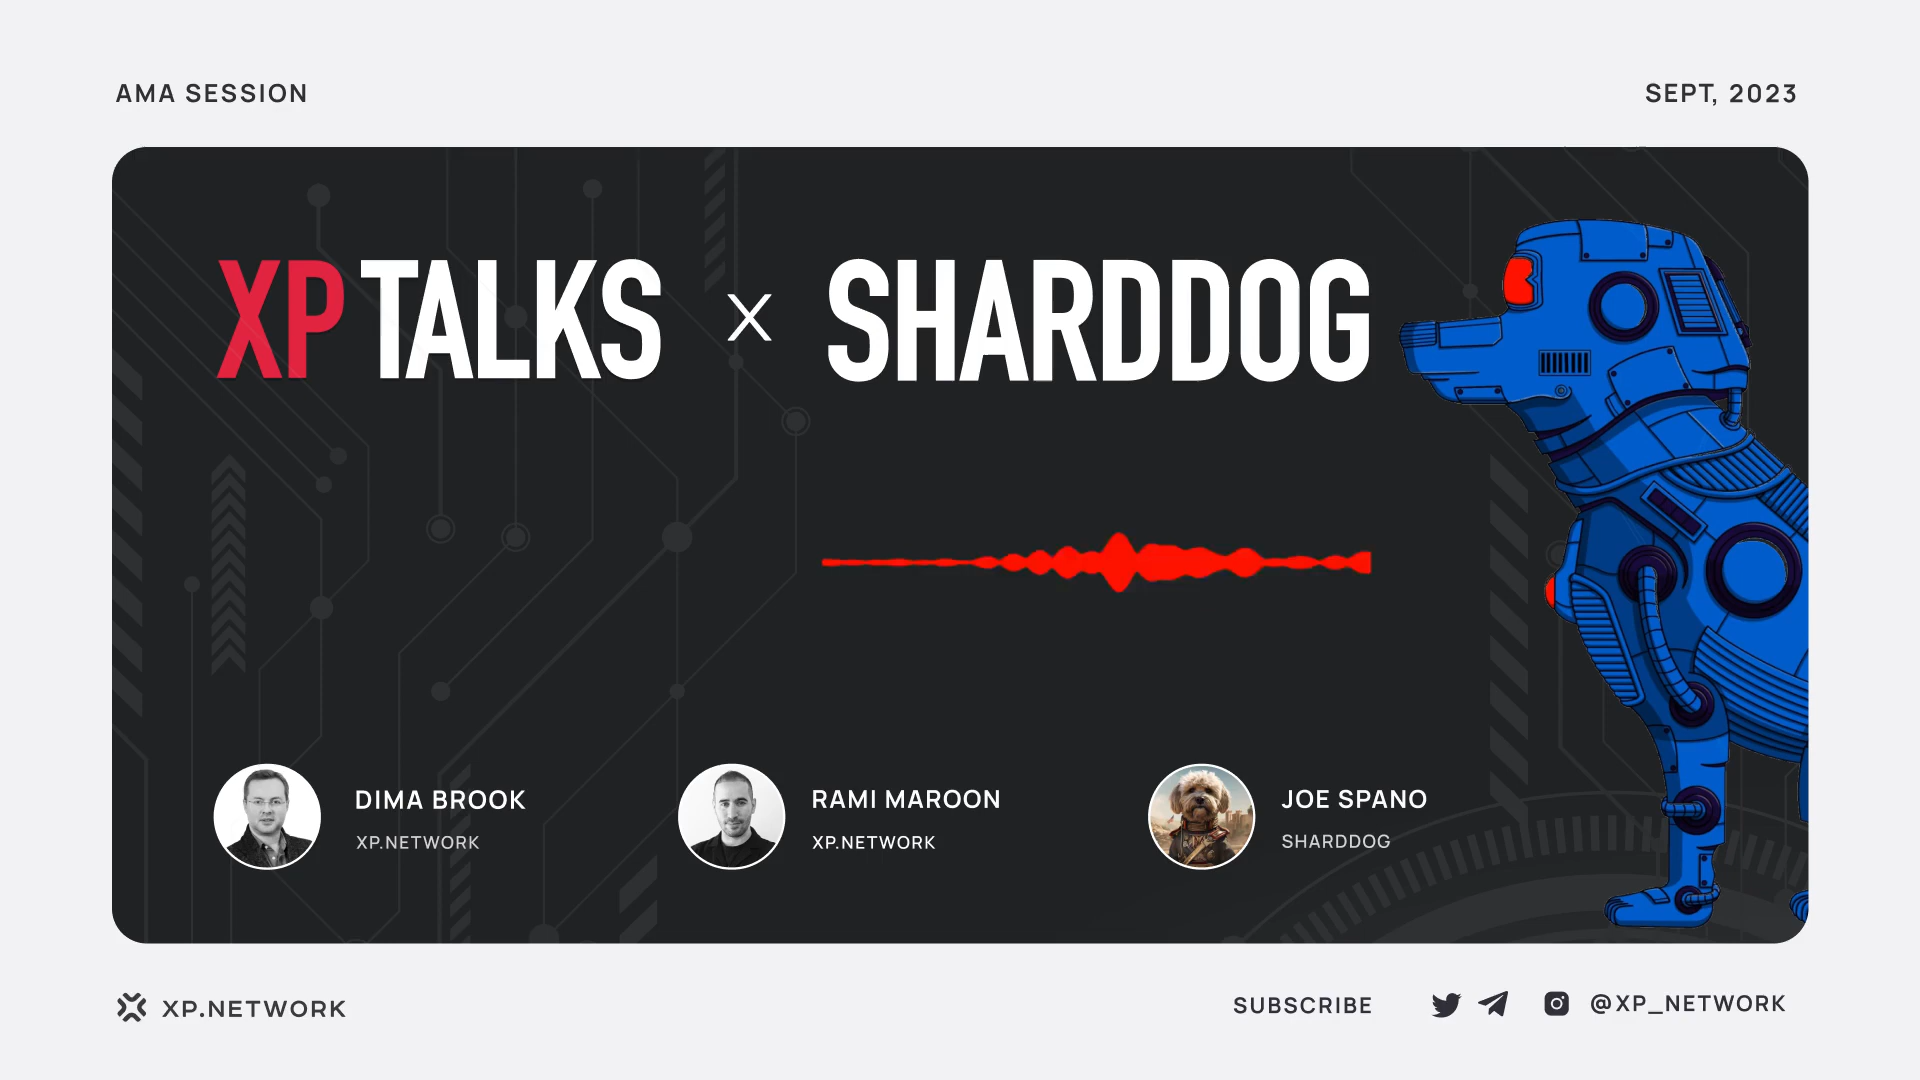 AMA SESSION
SEPT, 2023
XP TALKS X SHARDDOG
DIMA BROOK
XP.NETWORK
RAMI MAROON
XP.NETWORK
JOE SPANO
SHARDDOG
XP.NETWORK
SUBSCRIBE
@XP_NETWORK